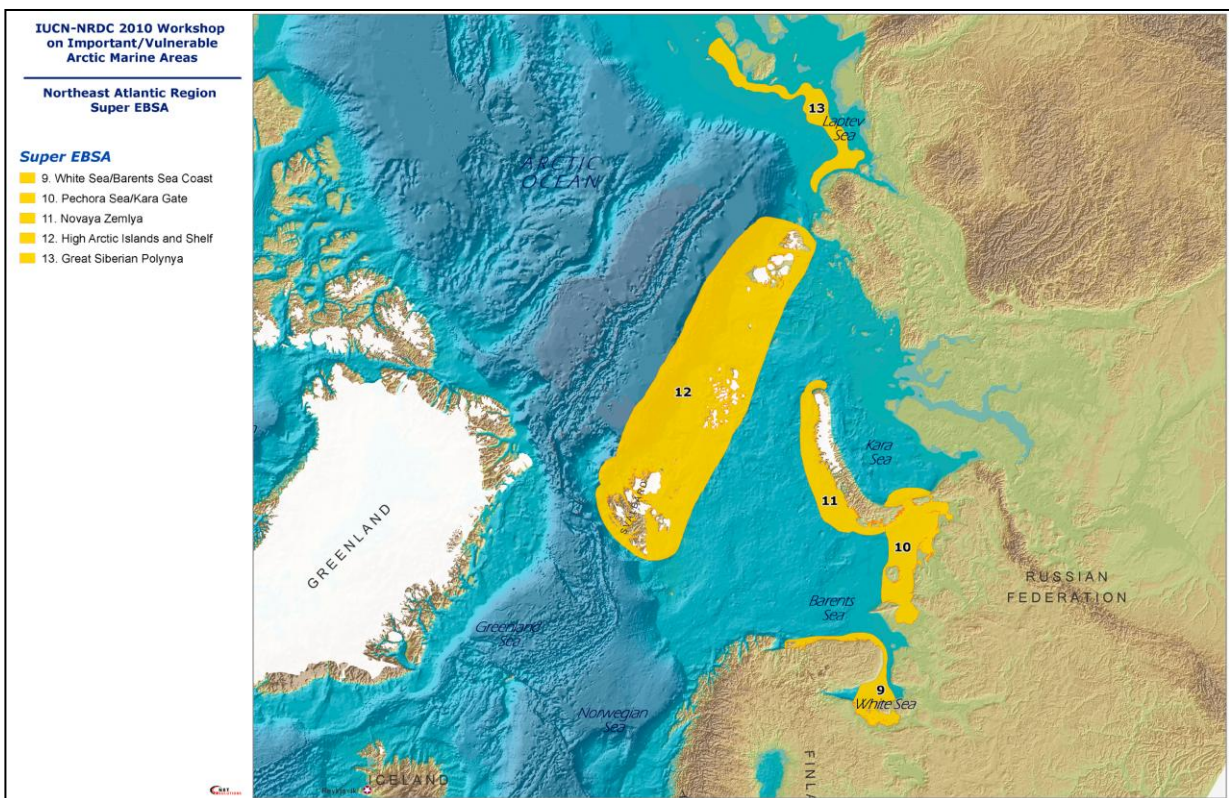 IUCN-NRDC 2010 Workshop
on Important/Vulnerable
Arctic Marine Areas
Northeast Atlantic Region
Super EBSA
Super EBSA
9. White Sea/Barents Sea Coast
10. Pechora Sea/Kara Gate
11. Novaya Zemlya
12. High Arctic Islands and Shelf
13. Great Siberian Polynya
13
Laptev
Sea
ARCTIC
OCEAN
12
Kara
Sea
11
10
GREENLAND
RUSSIAN
FEDERATION
Barents
Sea
Greenland
Sea
9
White Sea
Norwegian
Sea
ICELAND